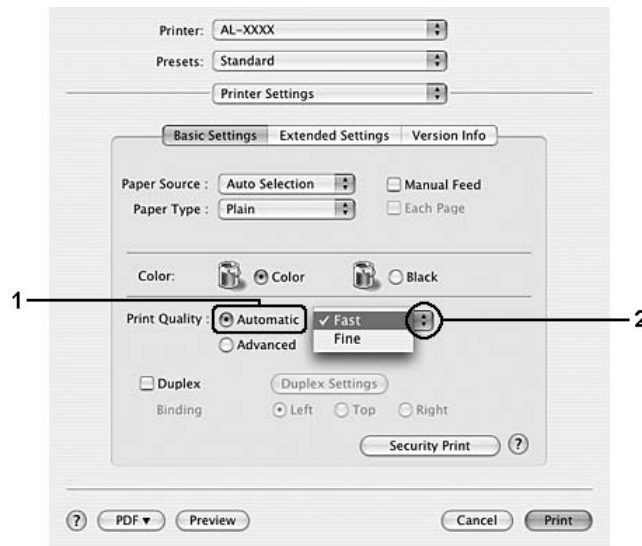 Printer: AL-XXXX
Presets: Standard
Printer Settings
Basic Settings Extended Settings Version Info
Paper Source : Auto Selection Manual Feed
Paper Type : Plain Each Page
Color: Color Black
1
Print Quality : Automatic ✓ Fast 2
Advanced Fine
Duplex Duplex Settings
Binding Left Top Right
Security Print ?
? PDF ▼ Preview Cancel Print